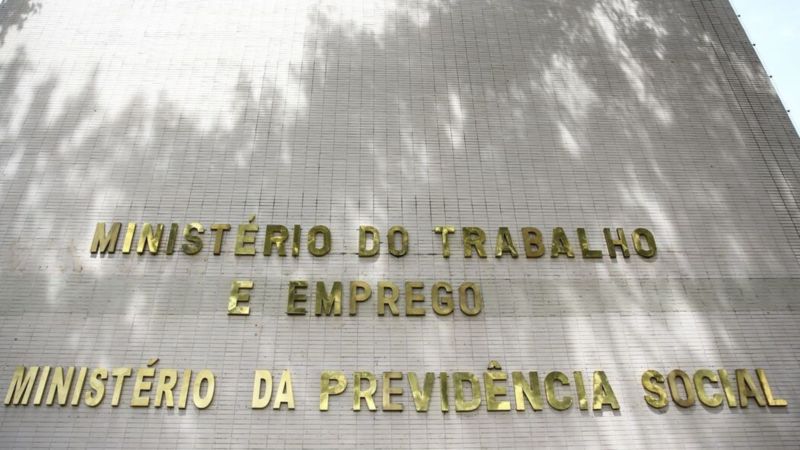 MINISTÉRIO DO TRABALHO
E EMPREGO
MINISTÉRIO DA PREVIDÊNCIA SOCIAL